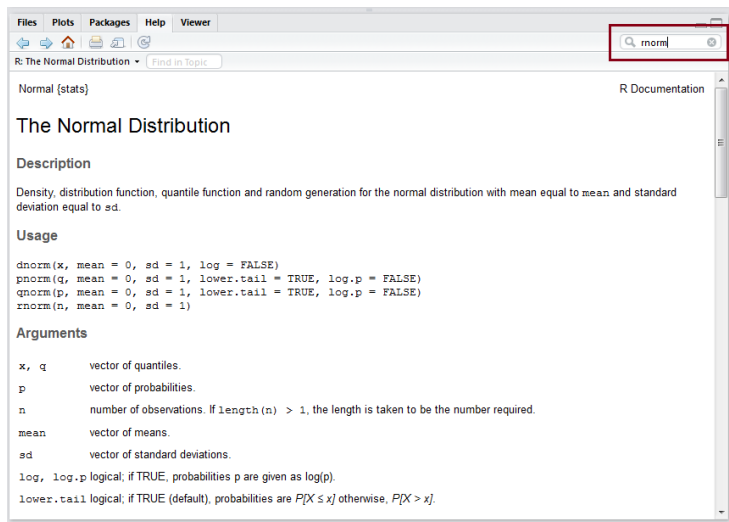 Files Plots Packages Help Viewer
rnorm
R: The Normal Distribution Find in Topic
Normal {stats} R Documentation
The Normal Distribution
Description
Density, distribution function, quantile function and random generation for the normal distribution with mean equal to mean and standard
deviation equal to sd.
Usage
dnorm(x, mean = 0, sd = 1, log = FALSE)
pnorm(q, mean = 0, sd = 1, lower.tail = TRUE, log.p = FALSE)
qnorm(p, mean = 0, sd = 1, lower.tail = TRUE, log.p = FALSE)
rnorm(n, mean = 0, sd = 1)
Arguments
x, q vector of quantiles.
p vector of probabilities.
n number of observations. If length(n) > 1, the length is taken to be the number required.
mean vector of means.
sd vector of standard deviations.
log, log.p logical; if TRUE, probabilities p are given as log(p).
lower.tail logical; if TRUE (default), probabilities are P[X ≤ x] otherwise, P[X > x].